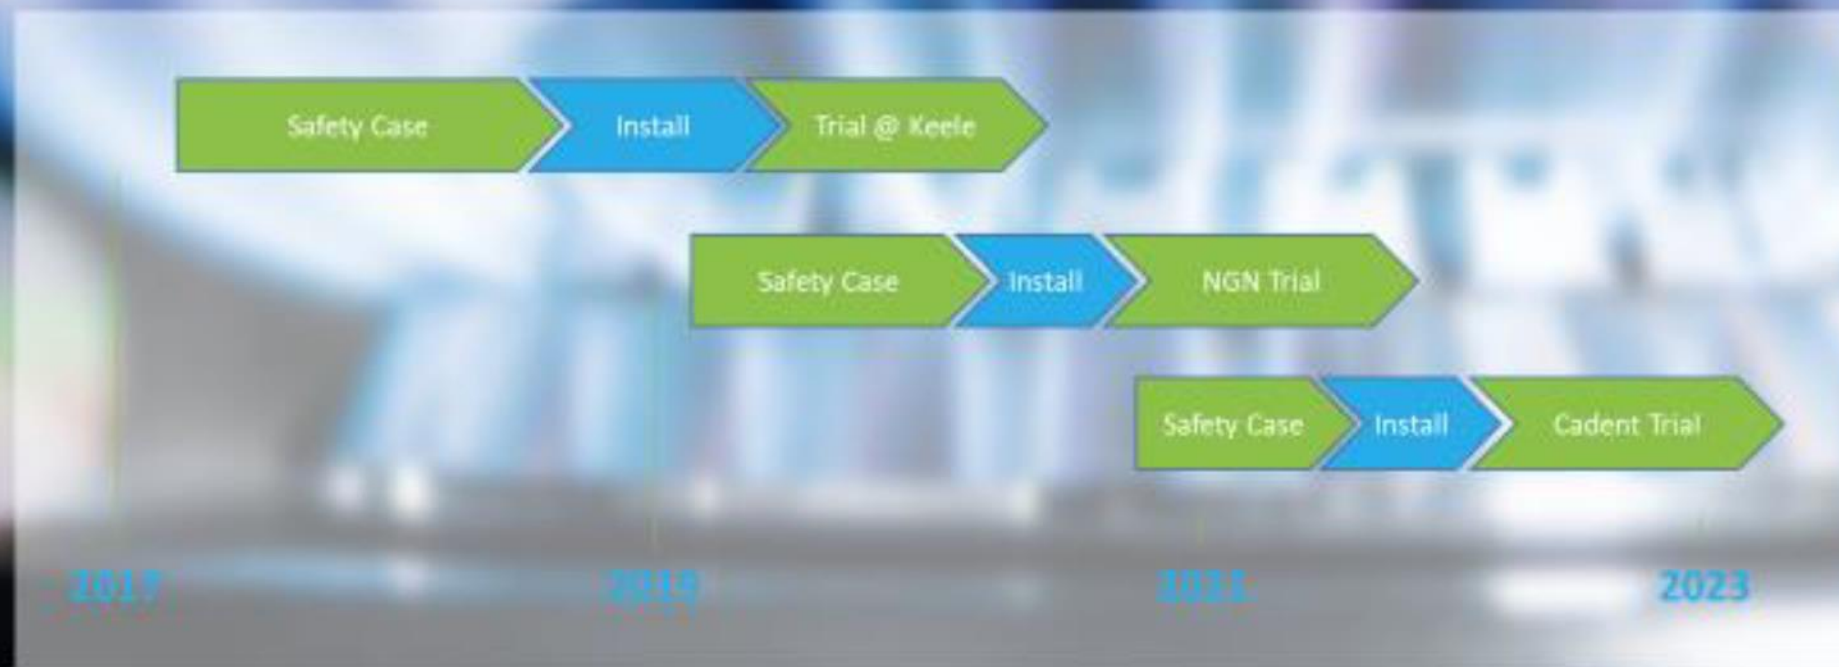 Safety Case Install Trial @ Keele
Safety Case Install NGN Trial
Safety Case Install Cadent Trial
2017 2019 2021 2023